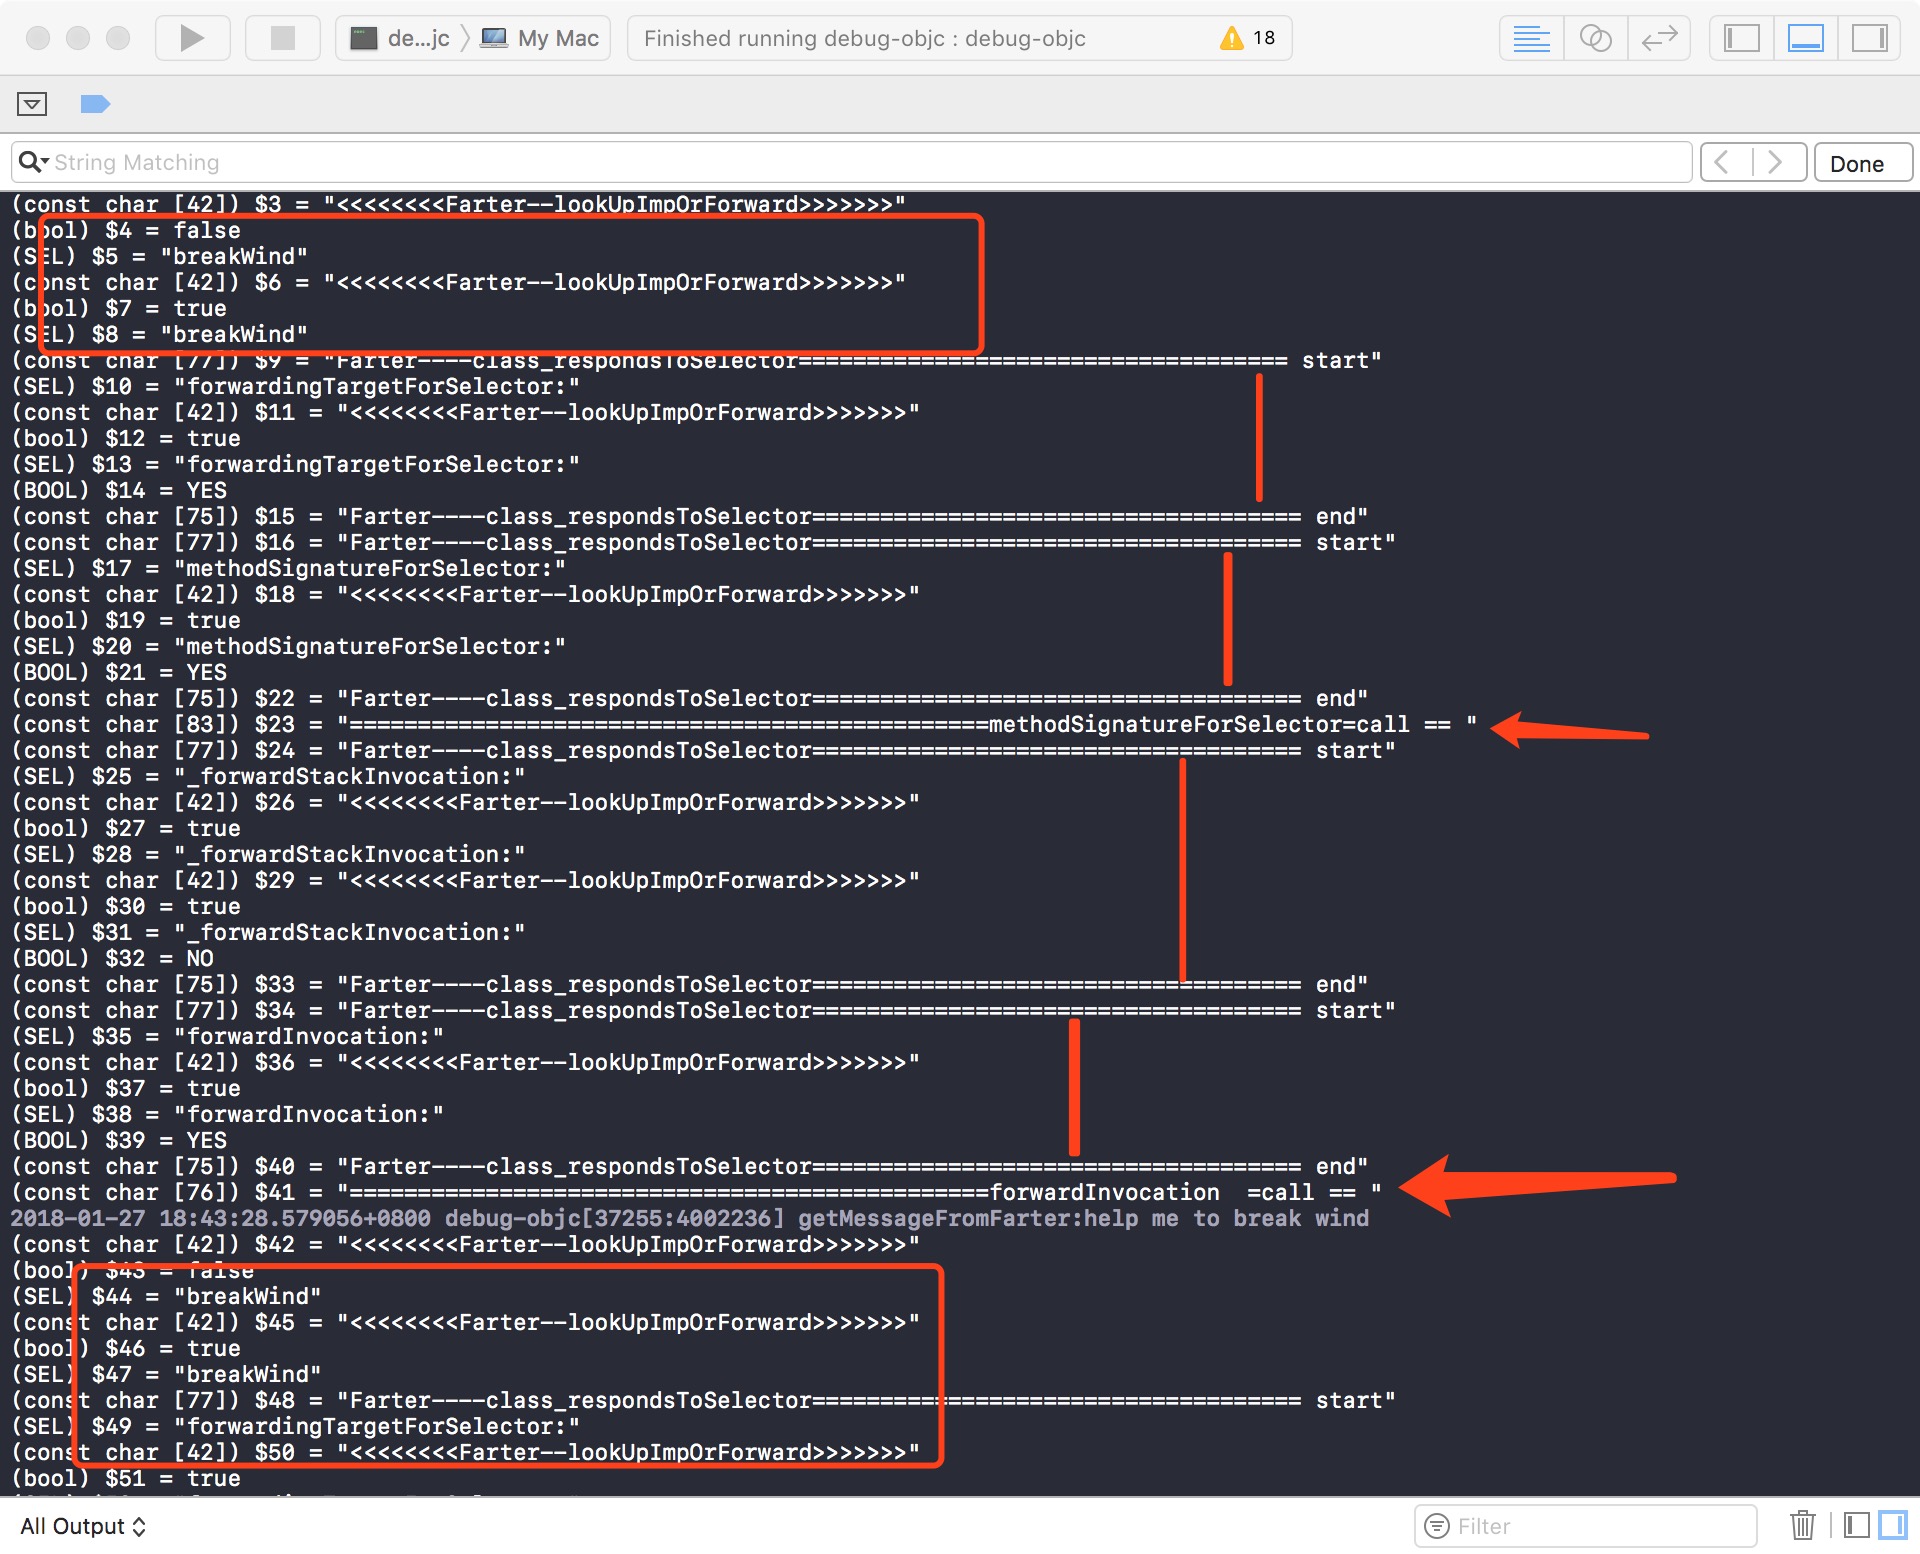 de...jc
My Mac
Finished running debug-objc : debug-objc
18
String Matching
Done
(const char [42]) $3 = "<<<<<<<<Farter--lookUpImpOrForward>>>>>>>"
(bool) $4 = false
(SEL) $5 = "breakWind"
(const char [42]) $6 = "<<<<<<<<Farter--lookUpImpOrForward>>>>>>>"
(bool) $7 = true
(SEL) $8 = "breakWind"
(const char [77]) $9 = "Farter----class_respondsToSelector==================================== start"
(SEL) $10 = "forwardingTargetForSelector:"
(const char [42]) $11 = "<<<<<<<<Farter--lookUpImpOrForward>>>>>>>"
(bool) $12 = true
(SEL) $13 = "forwardingTargetForSelector:"
(BOOL) $14 = YES
(const char [75]) $15 = "Farter----class_respondsToSelector==================================== end"
(const char [77]) $16 = "Farter----class_respondsToSelector==================================== start"
(SEL) $17 = "methodSignatureForSelector:"
(const char [42]) $18 = "<<<<<<<<Farter--lookUpImpOrForward>>>>>>>"
(bool) $19 = true
(SEL) $20 = "methodSignatureForSelector:"
(BOOL) $21 = YES
(const char [75]) $22 = "Farter----class_respondsToSelector==================================== end"
(const char [83]) $23 = "===============================================methodSignatureForSelector=call == "
(const char [77]) $24 = "Farter----class_respondsToSelector==================================== start"
(SEL) $25 = "_forwardStackInvocation:"
(const char [42]) $26 = "<<<<<<<<Farter--lookUpImpOrForward>>>>>>>"
(bool) $27 = true
(SEL) $28 = "_forwardStackInvocation:"
(const char [42]) $29 = "<<<<<<<<Farter--lookUpImpOrForward>>>>>>>"
(bool) $30 = true
(SEL) $31 = "_forwardStackInvocation:"
(BOOL) $32 = NO
(const char [75]) $33 = "Farter----class_respondsToSelector==================================== end"
(const char [77]) $34 = "Farter----class_respondsToSelector==================================== start"
(SEL) $35 = "forwardInvocation:"
(const char [42]) $36 = "<<<<<<<<Farter--lookUpImpOrForward>>>>>>>"
(bool) $37 = true
(SEL) $38 = "forwardInvocation:"
(BOOL) $39 = YES
(const char [75]) $40 = "Farter----class_respondsToSelector==================================== end"
(const char [76]) $41 = "===============================================forwardInvocation  =call == "
2018-01-27 18:43:28.579056+0800 debug-objc[37255:4002236] getMessageFromFarter:help me to break wind
(const char [42]) $42 = "<<<<<<<<Farter--lookUpImpOrForward>>>>>>>"
(bool) $43 = false
(SEL) $44 = "breakWind"
(const char [42]) $45 = "<<<<<<<<Farter--lookUpImpOrForward>>>>>>>"
(bool) $46 = true
(SEL) $47 = "breakWind"
(const char [77]) $48 = "Farter----class_respondsToSelector==================================== start"
(SEL) $49 = "forwardingTargetForSelector:"
(const char [42]) $50 = "<<<<<<<<Farter--lookUpImpOrForward>>>>>>>"
(bool) $51 = true
All Output
Filter